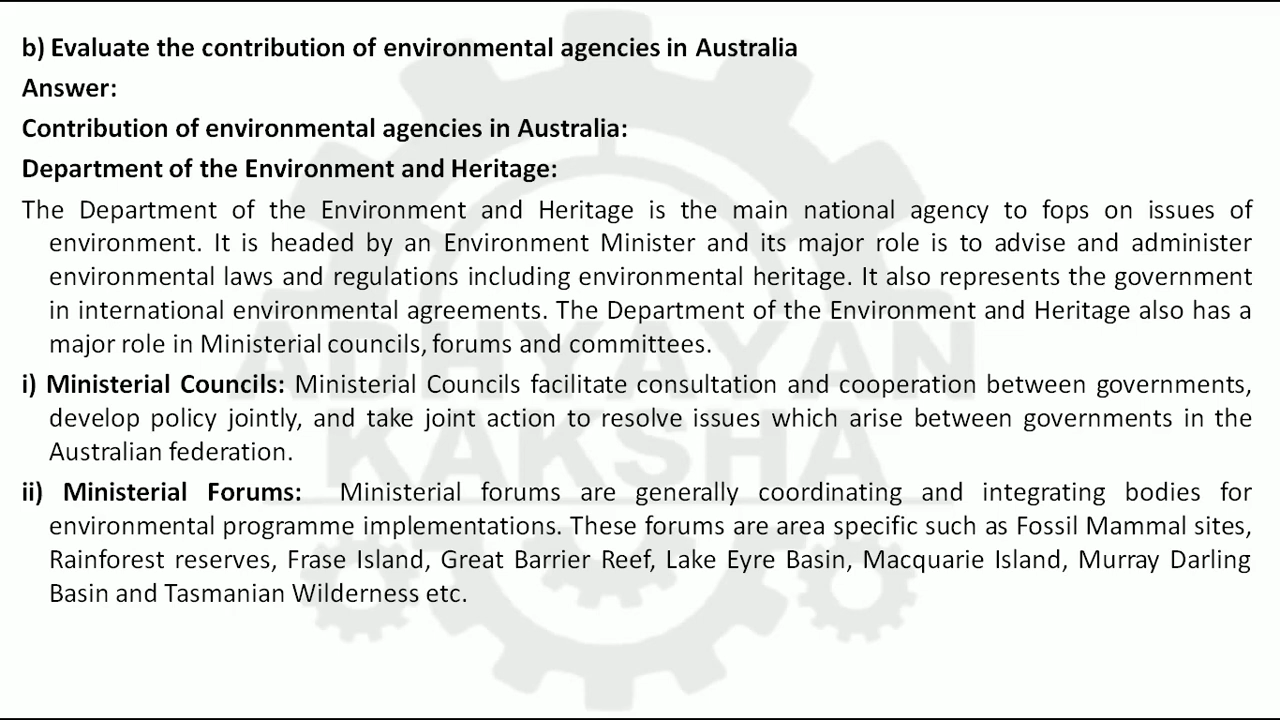 b) Evaluate the contribution of environmental agencies in Australia
Answer:
Contribution of environmental agencies in Australia:
Department of the Environment and Heritage:
The Department of the Environment and Heritage is the main national agency to fops on issues of
environment. It is headed by an Environment Minister and its major role is to advise and administer
environmental laws and regulations including environmental heritage. It also represents the government
in international environmental agreements. The Department of the Environment and Heritage also has a
major role in Ministerial councils, forums and committees.
i) Ministerial Councils: Ministerial Councils facilitate consultation and cooperation between governments,
develop policy jointly, and take joint action to resolve issues which arise between governments in the
Australian federation.
ii) Ministerial Forums: Ministerial forums are generally coordinating and integrating bodies for
environmental programme implementations. These forums are area specific such as Fossil Mammal sites,
Rainforest reserves, Frase Island, Great Barrier Reef, Lake Eyre Basin, Macquarie Island, Murray Darling
Basin and Tasmanian Wilderness etc.
ADHYAYAN
KAKSHA